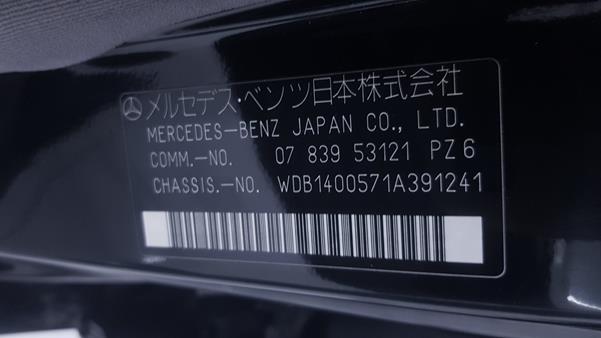 メルセデス・ベンツ日本株式会社
MERCEDES-BENZ JAPAN CO., LTD.
COMM.-NO. 07 839 53121 PZ6
CHASSIS.-NO. WDB1400571A391241